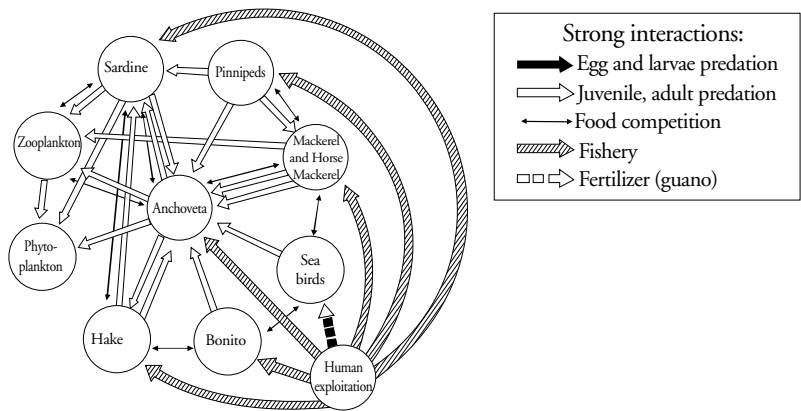 Sardine
Pinnipeds
Zooplankton
Mackerel
and Horse
Mackerel
Anchoveta
Phyto-
plankton
Sea
birds
Hake
Bonito
Human
exploitation
Strong interactions:
Egg and larvae predation
Juvenile, adult predation
Food competition
Fishery
Fertilizer (guano)